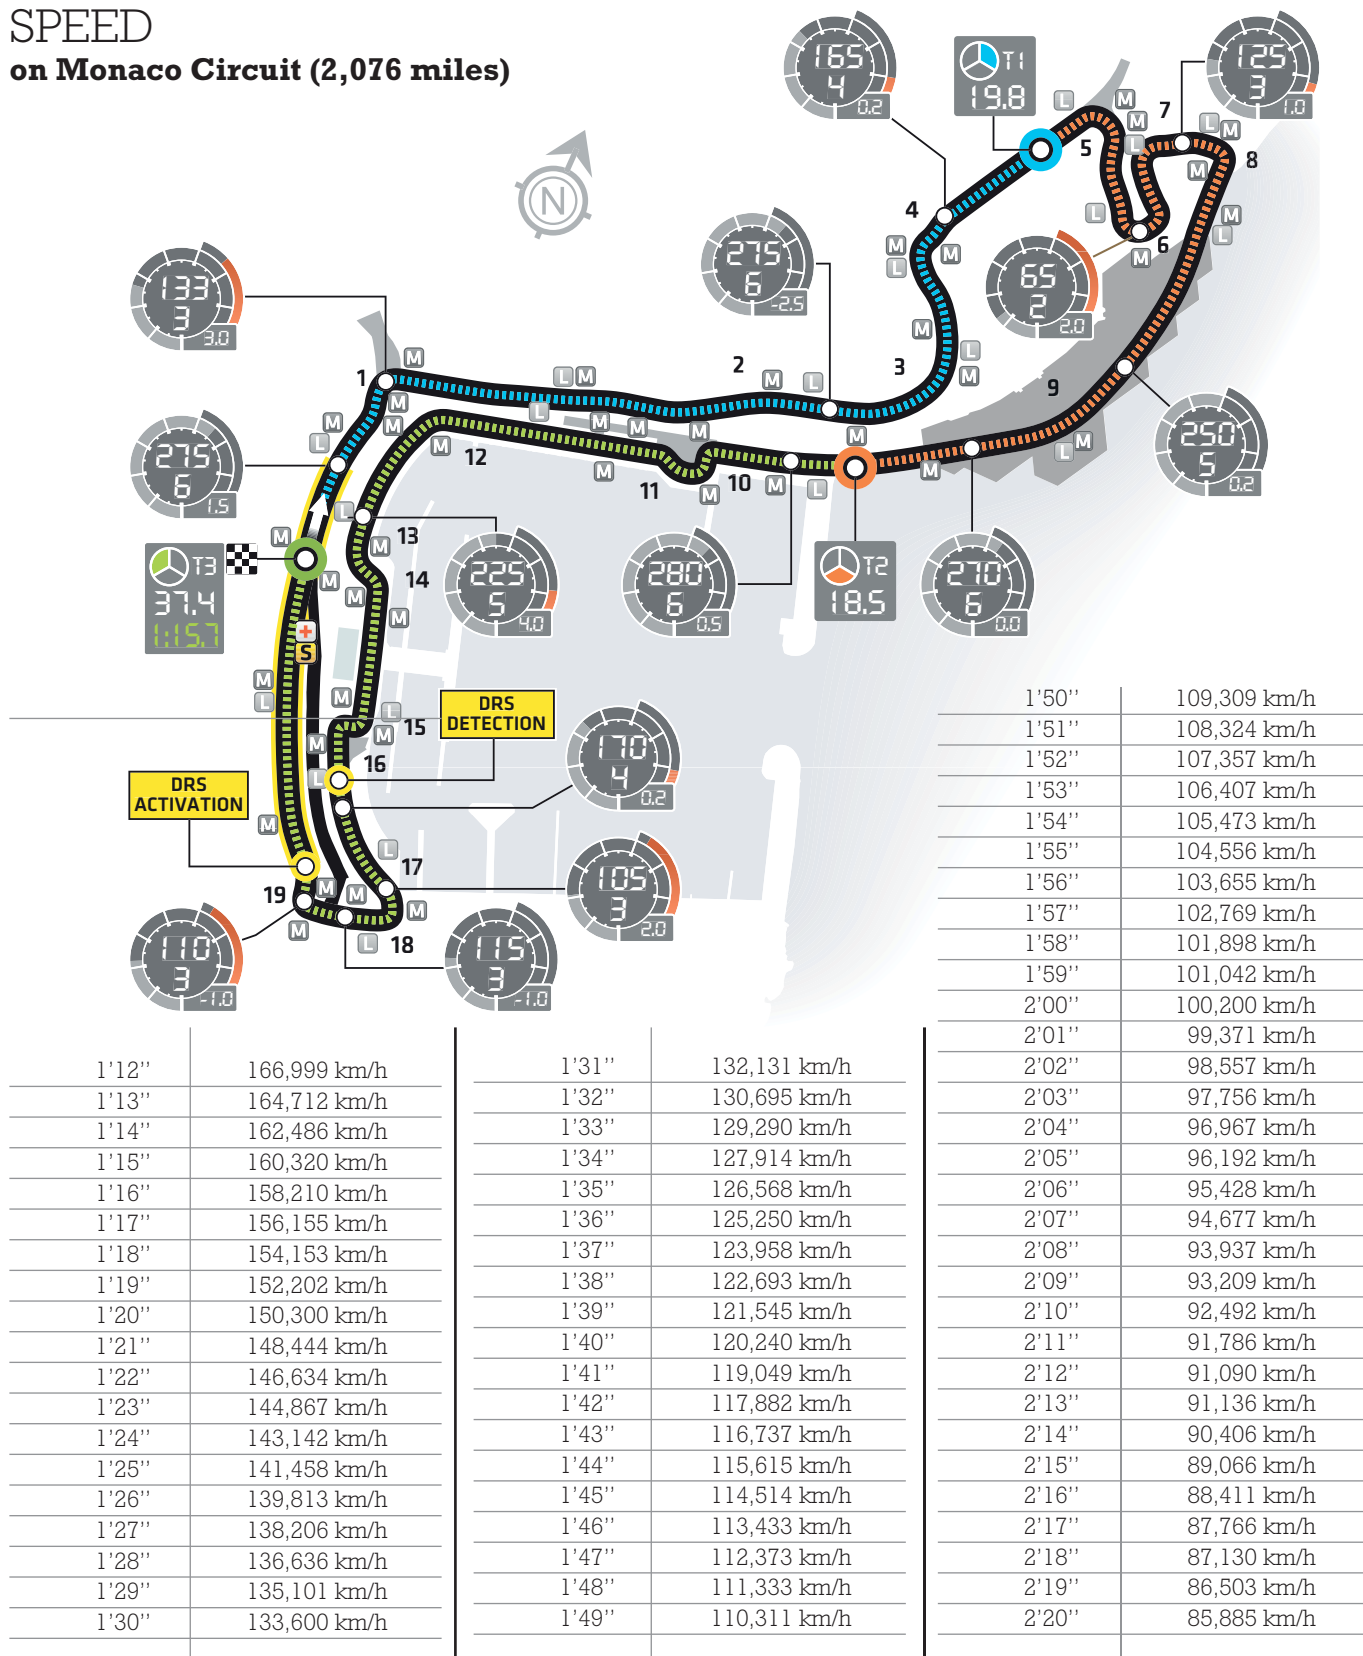 SPEED
on Monaco Circuit (2,076 miles)
165
4
0.2
T1
19.8
125
3
1.0
L
M
M
L
7
L
M
5
8
M
N
4
L
6
M
M
L
M
M
L
275
6
-2.5
65
2
2.0
133
3
3.0
M
L
M
3
2
M
L
M
1
L
M
9
M
L
M
M
M
M
M
M
L
275
6
1.5
M
12
M
11
10
M
L
M
M
L
M
250
5
0.2
L
13
M
M
14
M
M
M
M
T3
37.4
1:15.7
225
5
4.0
280
6
0.5
T2
18.5
270
6
0.0
S
M
L
M
L
M
15
M
16
L
DRS
DETECTION
170
4
0.2
DRS
ACTIVATION
M
L
17
105
3
2.0
19
M
M
M
M
L
18
110
3
-1.0
115
3
-1.0
1'12'' 166,999 km/h
1'13'' 164,712 km/h
1'14'' 162,486 km/h
1'15'' 160,320 km/h
1'16'' 158,210 km/h
1'17'' 156,155 km/h
1'18'' 154,153 km/h
1'19'' 152,202 km/h
1'20'' 150,300 km/h
1'21'' 148,444 km/h
1'22'' 146,634 km/h
1'23'' 144,867 km/h
1'24'' 143,142 km/h
1'25'' 141,458 km/h
1'26'' 139,813 km/h
1'27'' 138,206 km/h
1'28'' 136,636 km/h
1'29'' 135,101 km/h
1'30'' 133,600 km/h
1'31'' 132,131 km/h
1'32'' 130,695 km/h
1'33'' 129,290 km/h
1'34'' 127,914 km/h
1'35'' 126,568 km/h
1'36'' 125,250 km/h
1'37'' 123,958 km/h
1'38'' 122,693 km/h
1'39'' 121,545 km/h
1'40'' 120,240 km/h
1'41'' 119,049 km/h
1'42'' 117,882 km/h
1'43'' 116,737 km/h
1'44'' 115,615 km/h
1'45'' 114,514 km/h
1'46'' 113,433 km/h
1'47'' 112,373 km/h
1'48'' 111,333 km/h
1'49'' 110,311 km/h
1'50'' 109,309 km/h
1'51'' 108,324 km/h
1'52'' 107,357 km/h
1'53'' 106,407 km/h
1'54'' 105,473 km/h
1'55'' 104,556 km/h
1'56'' 103,655 km/h
1'57'' 102,769 km/h
1'58'' 101,898 km/h
1'59'' 101,042 km/h
2'00'' 100,200 km/h
2'01'' 99,371 km/h
2'02'' 98,557 km/h
2'03'' 97,756 km/h
2'04'' 96,967 km/h
2'05'' 96,192 km/h
2'06'' 95,428 km/h
2'07'' 94,677 km/h
2'08'' 93,937 km/h
2'09'' 93,209 km/h
2'10'' 92,492 km/h
2'11'' 91,786 km/h
2'12'' 91,090 km/h
2'13'' 91,136 km/h
2'14'' 90,406 km/h
2'15'' 89,066 km/h
2'16'' 88,411 km/h
2'17'' 87,766 km/h
2'18'' 87,130 km/h
2'19'' 86,503 km/h
2'20'' 85,885 km/h